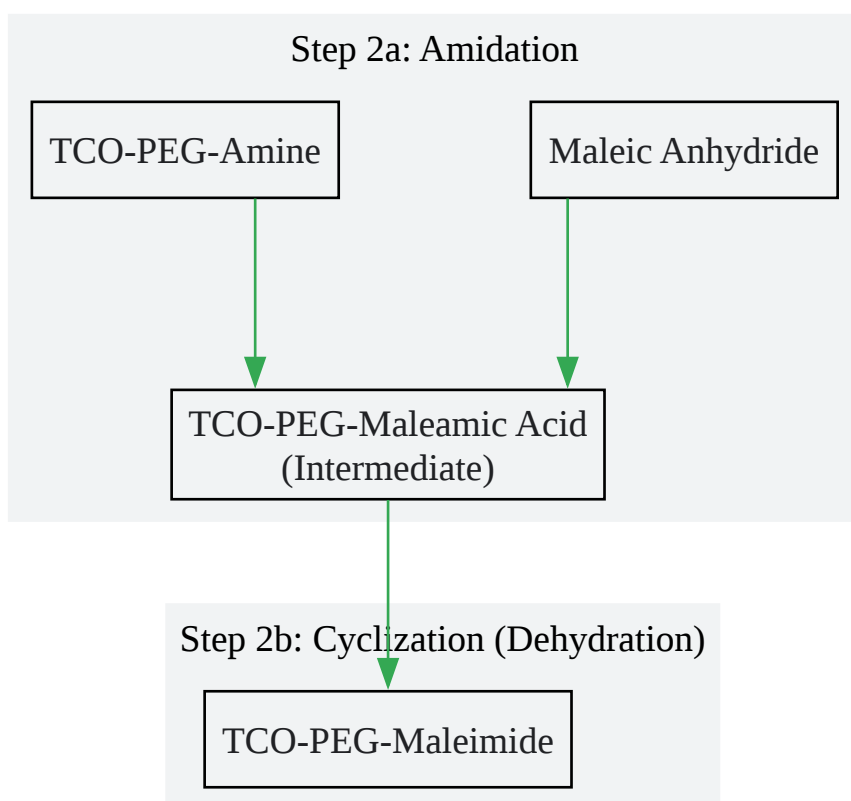 Step 2a: Amidation
TCO-PEG-Amine
Maleic Anhydride
TCO-PEG-Maleamic Acid
(Intermediate)
Step 2b: Cyclization (Dehydration)
TCO-PEG-Maleimide